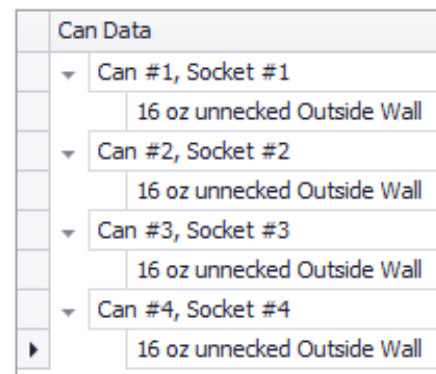 Can Data
Can #1, Socket #1
16 oz unnecked Outside Wall
Can #2, Socket #2
16 oz unnecked Outside Wall
Can #3, Socket #3
16 oz unnecked Outside Wall
Can #4, Socket #4
16 oz unnecked Outside Wall